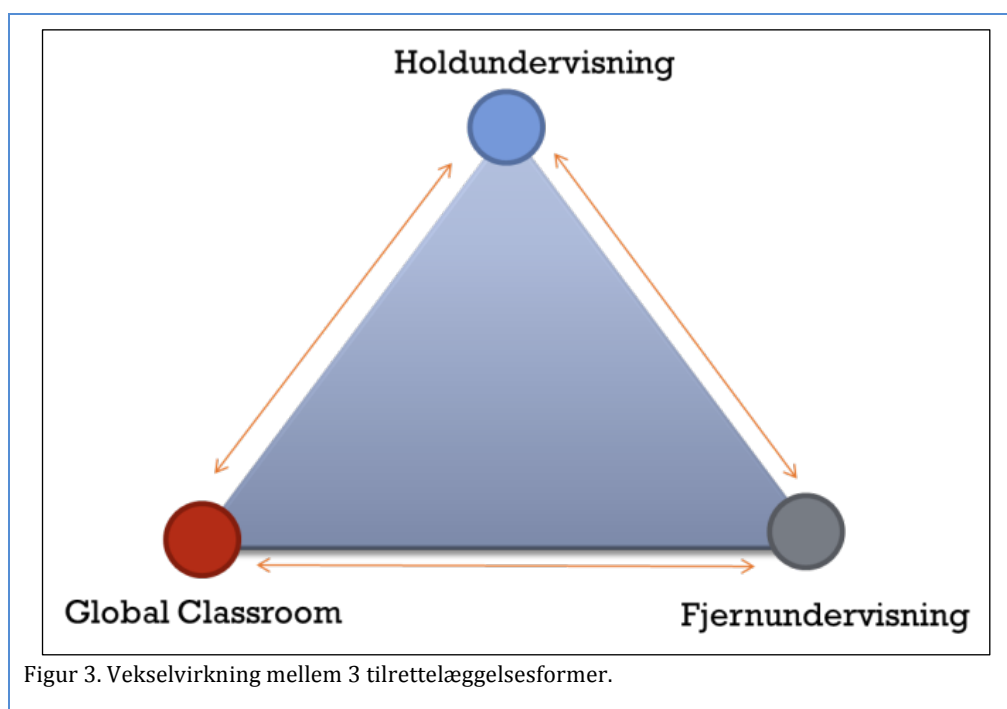 Holdundervisning
Global Classroom
Fjernundervisning
Figur 3. Vekselvirkning mellem 3 tilrettelæggelsesformer.